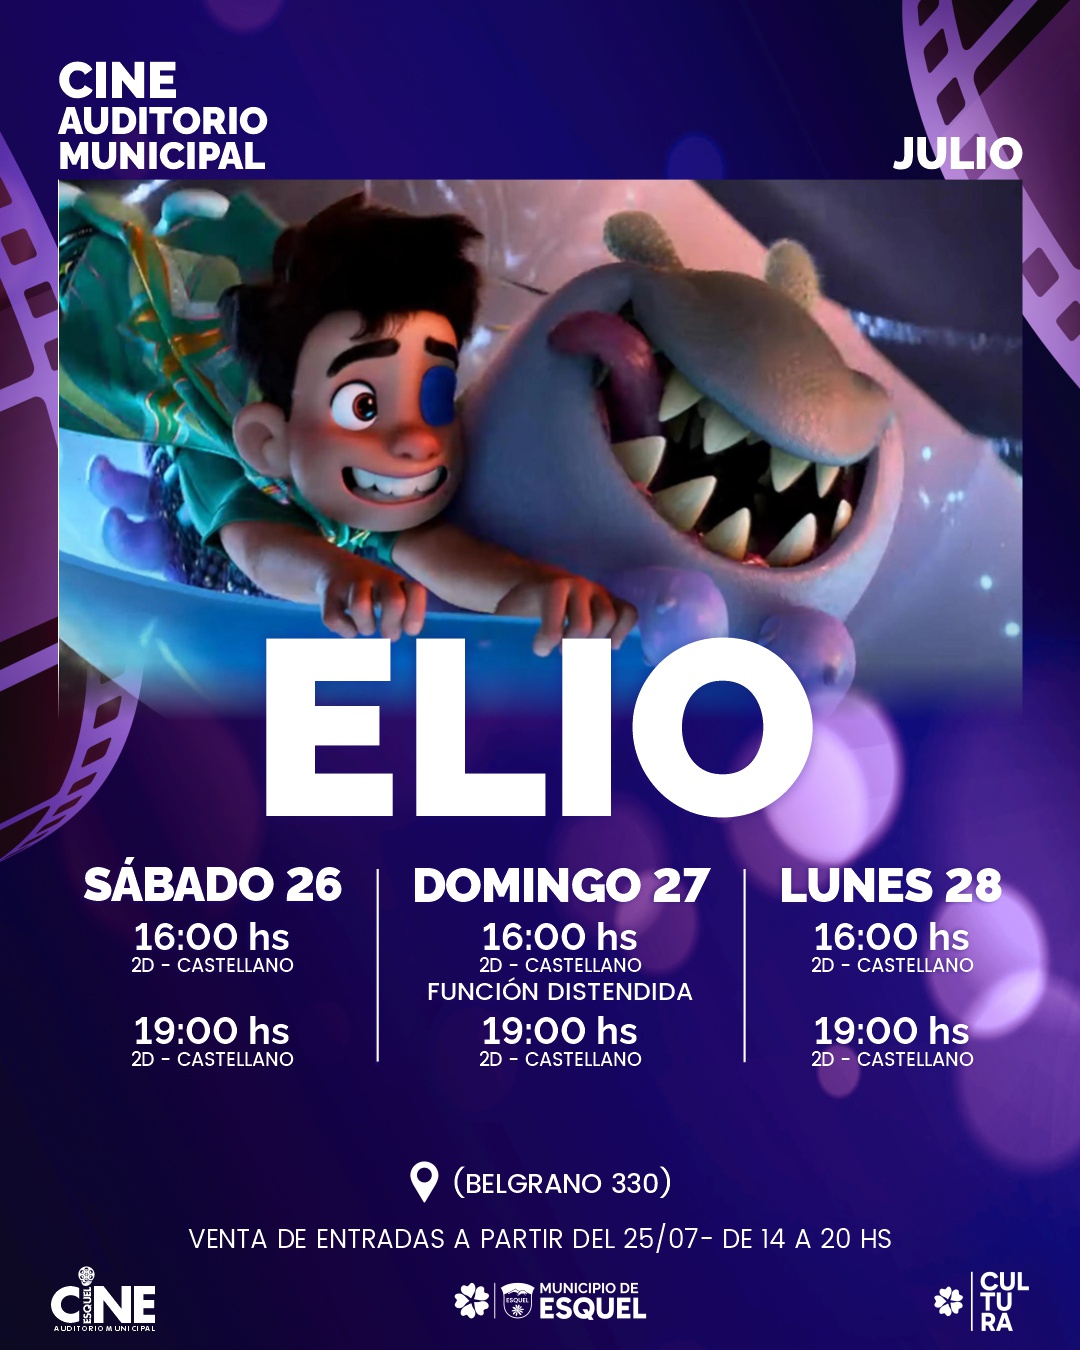 CINE
AUDITORIO
MUNICIPAL
JULIO
ELIO
SÁBADO 26
16:00 hs
2D - CASTELLANO
19:00 hs
2D - CASTELLANO
DOMINGO 27
16:00 hs
2D - CASTELLANO
FUNCIÓN DISTENDIDA
19:00 hs
2D - CASTELLANO
LUNES 28
16:00 hs
2D - CASTELLANO
19:00 hs
2D - CASTELLANO
(BELGRANO 330)
VENTA DE ENTRADAS A PARTIR DEL 25/07- DE 14 A 20 HS
CINE
ESQUEL
AUDITORIO MUNICIPAL
ESQUEL
MUNICIPIO DE
ESQUEL
CUL
TU
RA